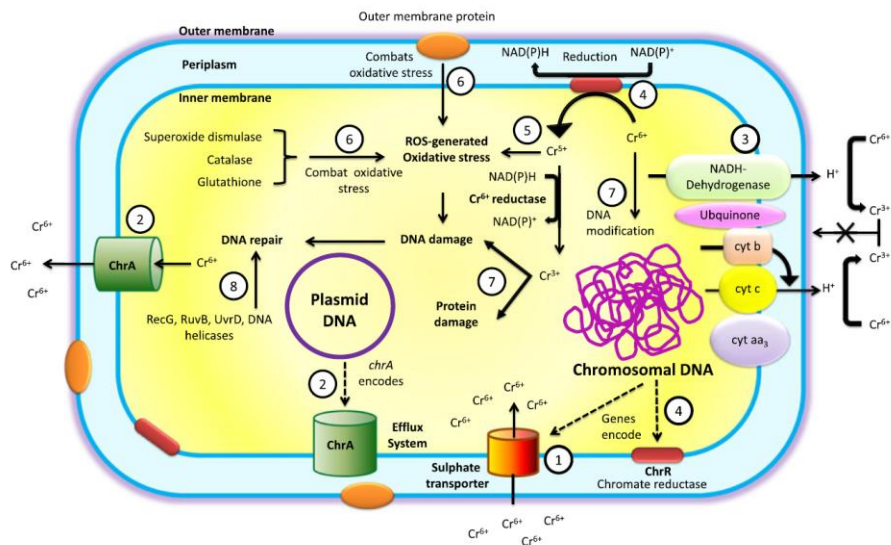 Outer membrane protein
Outer membrane
Periplasm
Inner membrane
Combats
oxidative stress
6
NAD(P)H
Reduction
NAD(P)⁺
4
Superoxide dismulase
Catalase
Glutathione
6
Combat oxidative
stress
ROS-generated
Oxidative stress
5
Cr⁵⁺
Cr⁶⁺
3
NADH-
Dehydrogenase
H⁺
Cr⁶⁺
Cr³⁺
NAD(P)H
Cr⁶⁺ reductase
NAD(P)⁺
7
DNA
modification
Ubquinone
cyt b
Cr³⁺
cyt c
H⁺
Cr⁶⁺
cyt aa₃
2
Cr⁶⁺
Cr⁶⁺
Cr⁶⁺
ChrA
Cr⁶⁺
DNA repair
DNA damage
8
RecG, RuvB, UvrD, DNA
helicases
7
Cr³⁺
Protein
damage
Plasmid
DNA
2
chrA
encodes
ChrA
Efflux
System
Chromosomal DNA
Cr⁶⁺
Cr⁶⁺
Cr⁶⁺
Cr⁶⁺
Genes
encode
4
Sulphate
transporter
1
ChrR
Chromate reductase
Cr⁶⁺
Cr⁶⁺
Cr⁶⁺
Cr⁶⁺
Cr⁶⁺